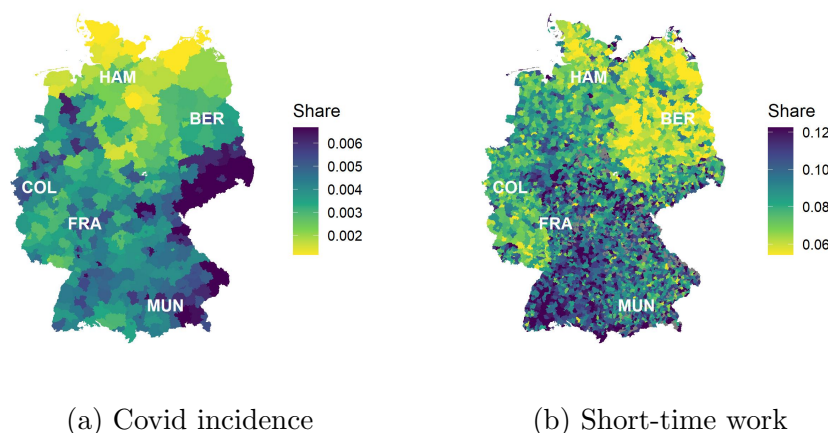 HAM
BER
COL
FRA
MUN
Share
0.006
0.005
0.004
0.003
0.002
(a) Covid incidence
HAM
BER
COL
FRA
MUN
Share
0.12
0.10
0.08
0.06
(b) Short-time work